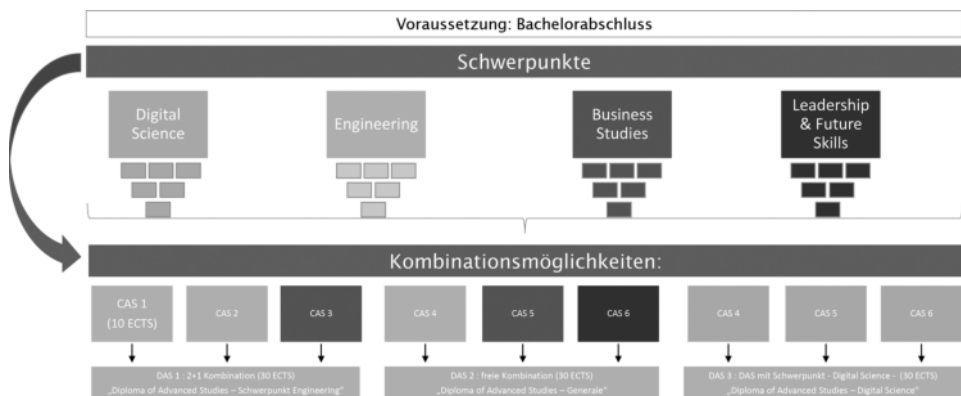 Voraussetzung: Bachelorabschluss
Schwerpunkte
Digital
Science
Engineering
Business
Studies
Leadership
& Future
Skills
Kombinationsmöglichkeiten:
CAS 1
(10 ECTS)
CAS 2
CAS 3
CAS 4
CAS 5
CAS 6
CAS 4
CAS 5
CAS 6
DAS 1 : 2+1 Kombination (30 ECTS)
„Diploma of Advanced Studies – Schwerpunkt Engineering“
DAS 2 : freie Kombination (30 ECTS)
„Diploma of Advanced Studies – Generale“
DAS 3 : DAS mit Schwerpunkt - Digital Science - (30 ECTS)
„Diploma of Advanced Studies – Digital Science“